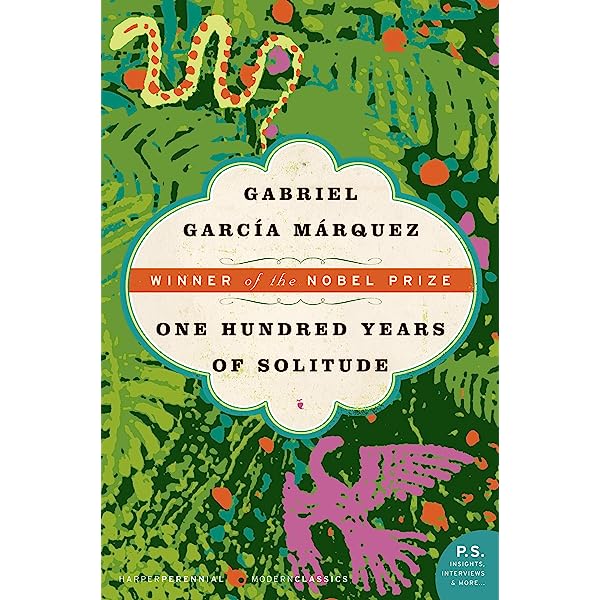 GABRIEL
GARCÍA MÁRQUEZ
WINNER of the NOBEL PRIZE
ONE HUNDRED YEARS
OF SOLITUDE
P.S.
INSIGHTS,
INTERVIEWS
& MORE...
HARPERPERENNIAL MODERNCLASSICS